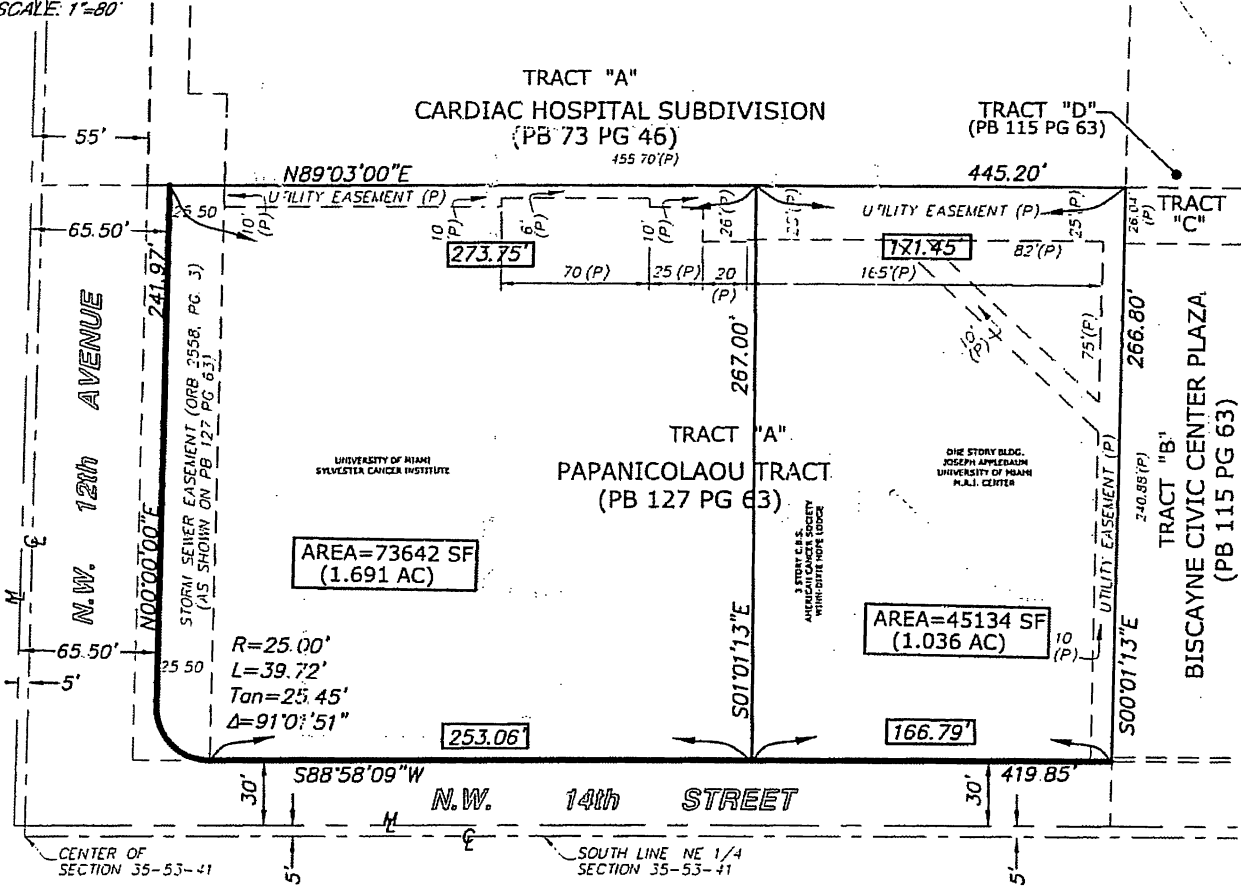 SCALE: 1"=80'
TRACT "A"
CARDIAC HOSPITAL SUBDIVISION
(PB 73 PG 46)
455.70'(P)
TRACT "D"
(PB 115 PG 63)
55'
N89°03'00"E
445.20'
UTILITY EASEMENT (P)
UTILITY EASEMENT (P)
TRACT
"C"
25.50
10'
(P)
10'
(P)
6'
(P)
10'
(P)
26'(P)
25'(P)
26.04
(P)
65.50'
273.75'
171.45'
82'(P)
70 (P)
25 (P)
20
(P)
165'(P)
241.97'
N.W. 12th AVENUE
STORM SEWER EASEMENT (ORB 2558, PG. 3)
(AS SHOWN ON PB 127 PG 63)
267.00'
10'
(P)
75'(P)
266.80'
TRACT "A"
PAPANICOLAOU TRACT
(PB 127 PG 63)
UNIVERSITY OF MIAMI
SYLVESTER CANCER INSTITUTE
ONE STORY BLDG.
JOSEPH APPLEBAUM
UNIVERSITY OF MIAMI
M.R.I. CENTER
3 STORY C.B.S.
AMERICAN CANCER SOCIETY
WINN-DIXIE HOPE LODGE
UTILITY EASEMENT (P)
240.88'(P)
TRACT "B"
BISCAYNE CIVIC CENTER PLAZA
(PB 115 PG 63)
AREA=73642 SF
(1.691 AC)
AREA=45134 SF
(1.036 AC)
10
(P)
N00°00'00"E
S01°01'13"E
S00°01'13"E
65.50'
25.50
5'
R=25.00'
L=39.72'
Tan=25.45'
Δ=91°01'51"
253.06'
166.79'
S88°58'09"W
419.85'
30'
30'
N.W. 14th STREET
CENTER OF
SECTION 35-53-41
5'
SOUTH LINE NE 1/4
SECTION 35-53-41
5'